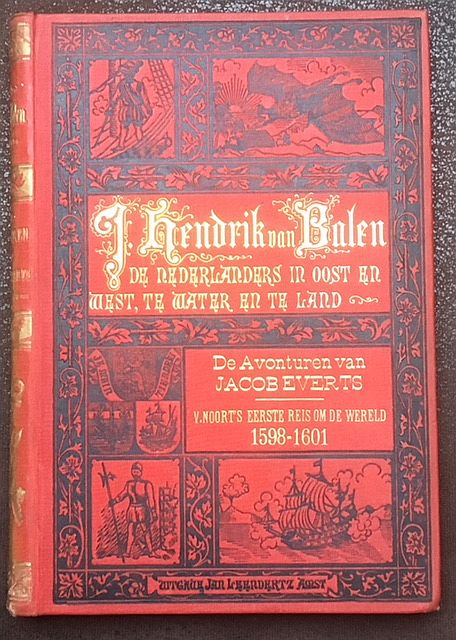 J. Hendrik van Balen
DE NEDERLANDERS IN OOST EN
WEST, TE WATER EN TE LAND
De Avonturen van
JACOB EVERTS
V. NOORT'S EERSTE REIS OM DE WERELD
1598-1601
UITGAVE JAN LEENDERTZ AMST